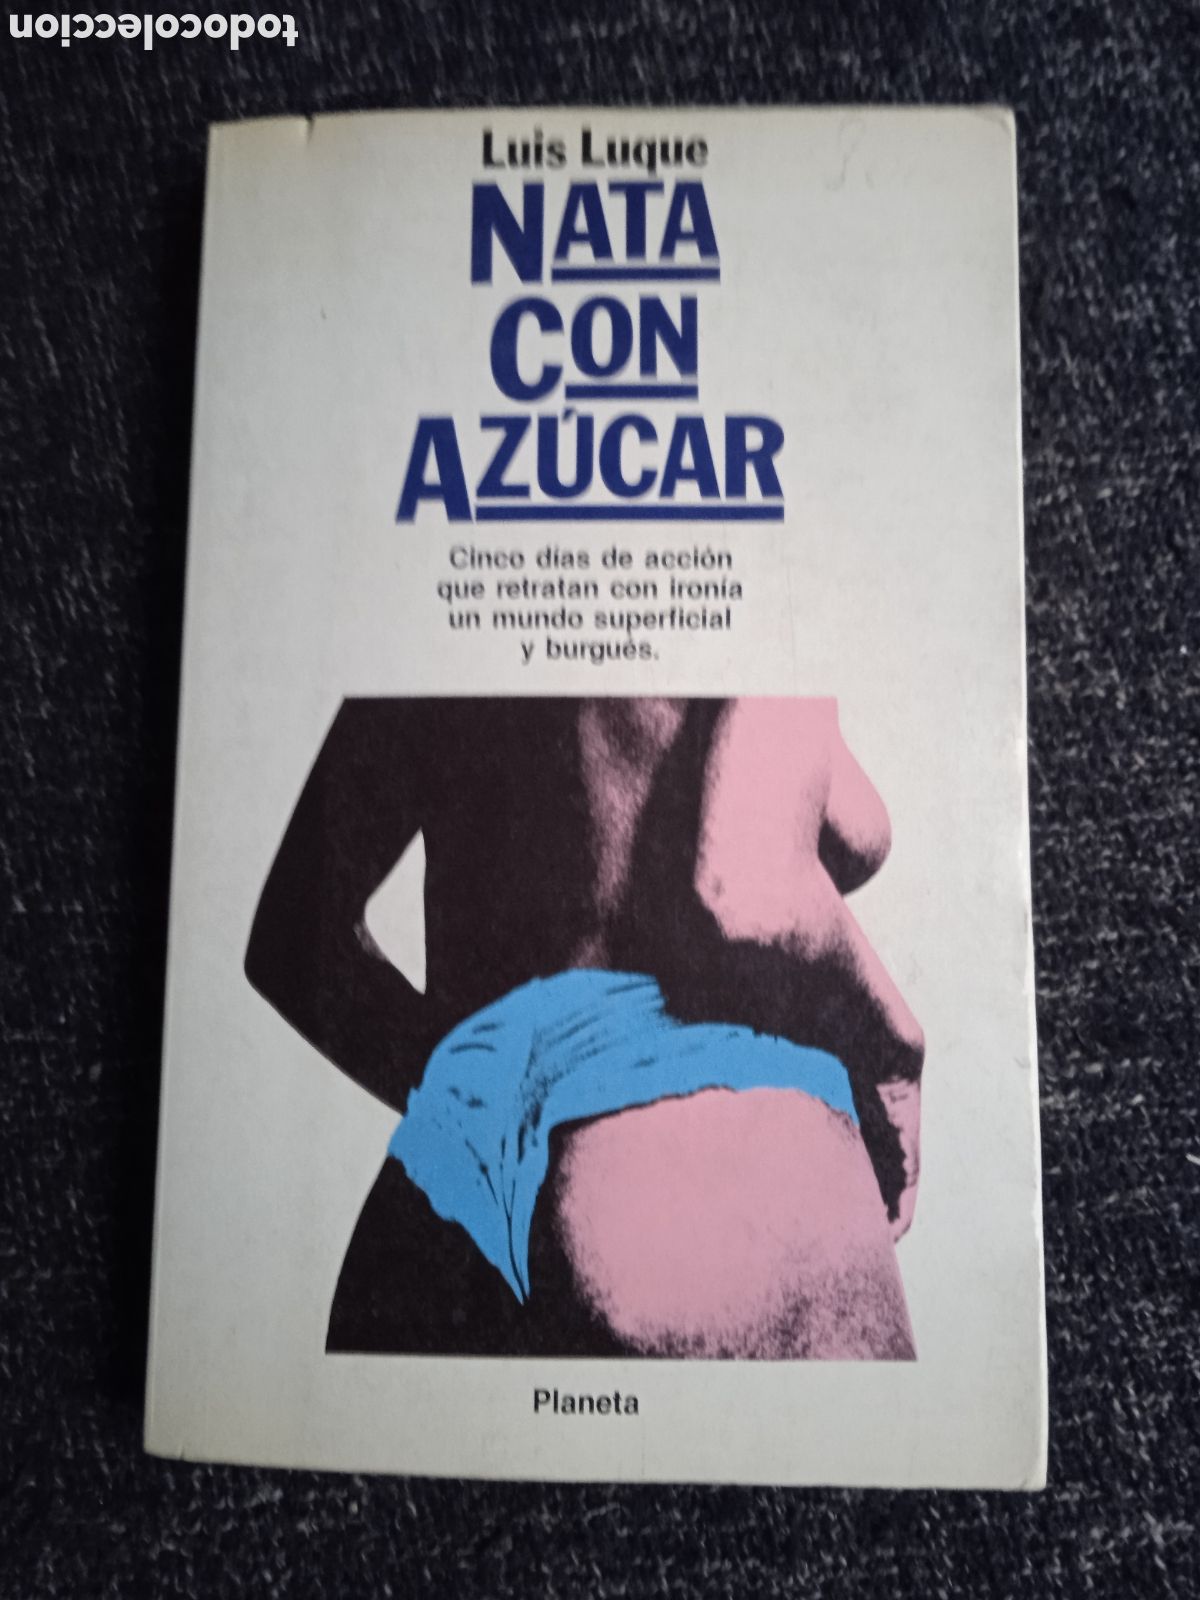 todocoleccion
Luis Luque
NATA
CON
AZÚCAR
Cinco días de acción
que retratan con ironía
un mundo superficial
y burgués.
Planeta